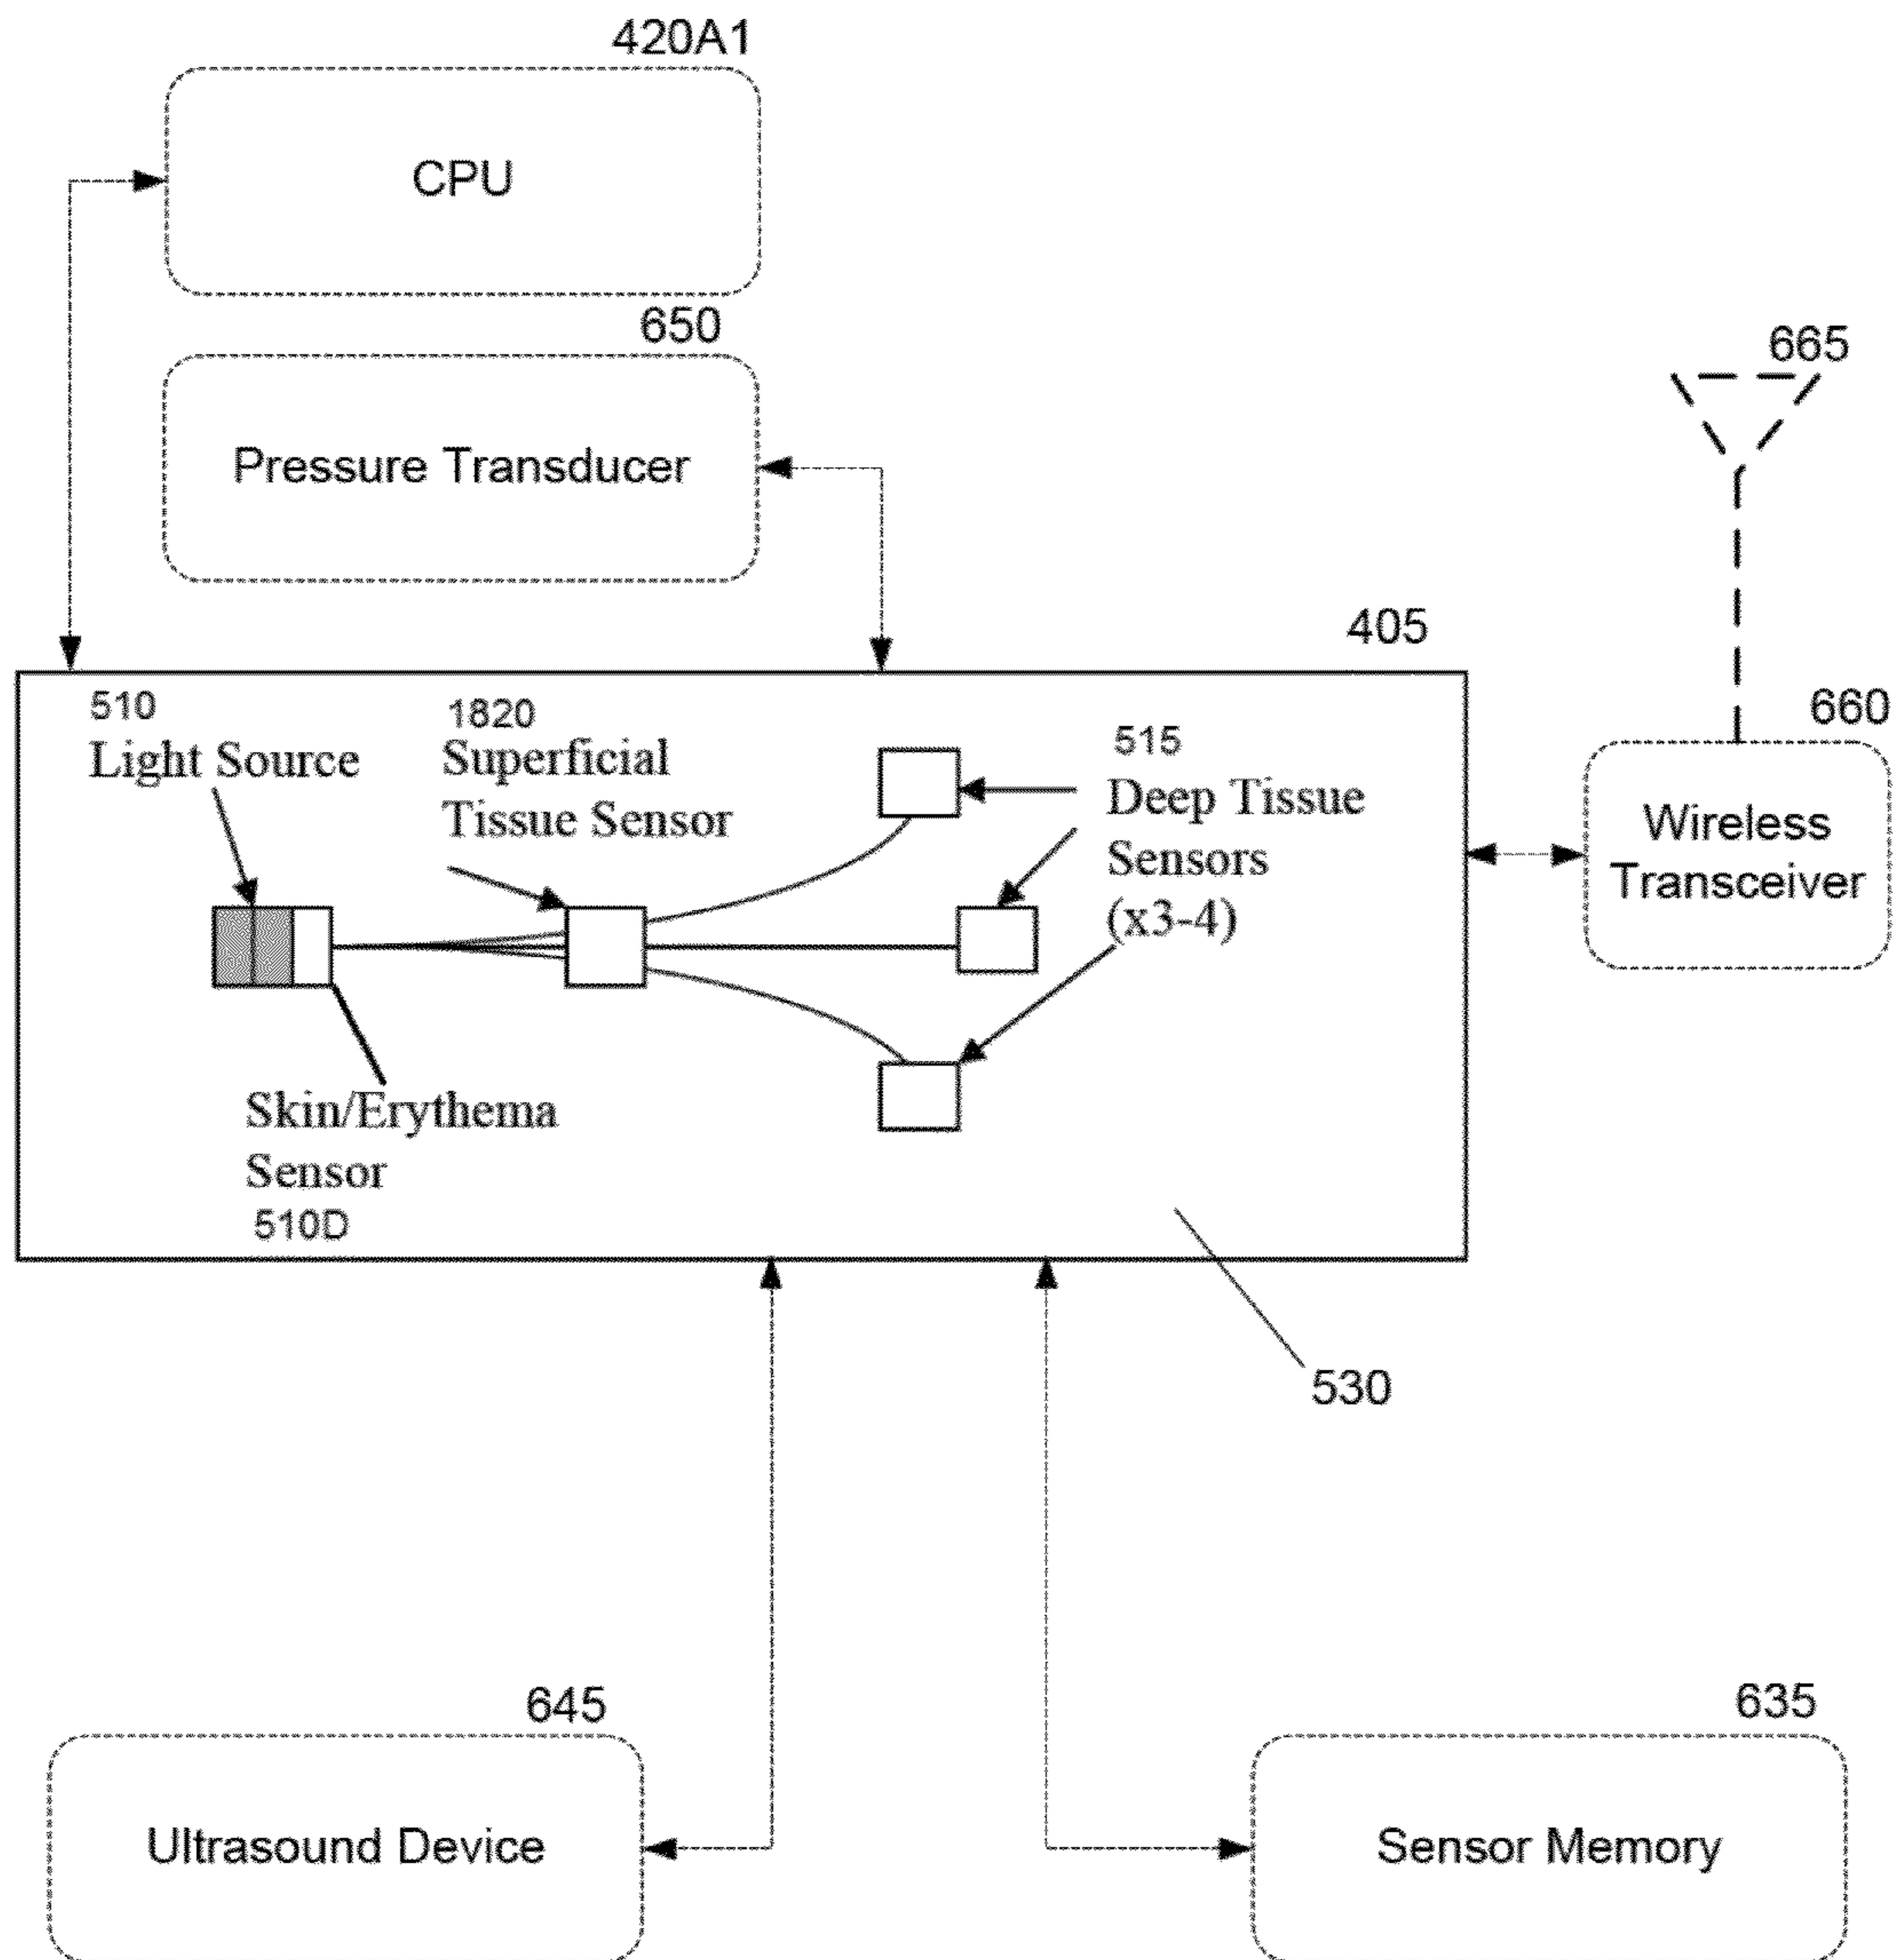 420A1
CPU
650
Pressure Transducer
665
405
660
Wireless
Transceiver
510
Light Source
1820
Superficial
Tissue Sensor
515
Deep Tissue
Sensors
(x3-4)
Skin/Erythema
Sensor
510D
530
645
Ultrasound Device
635
Sensor Memory